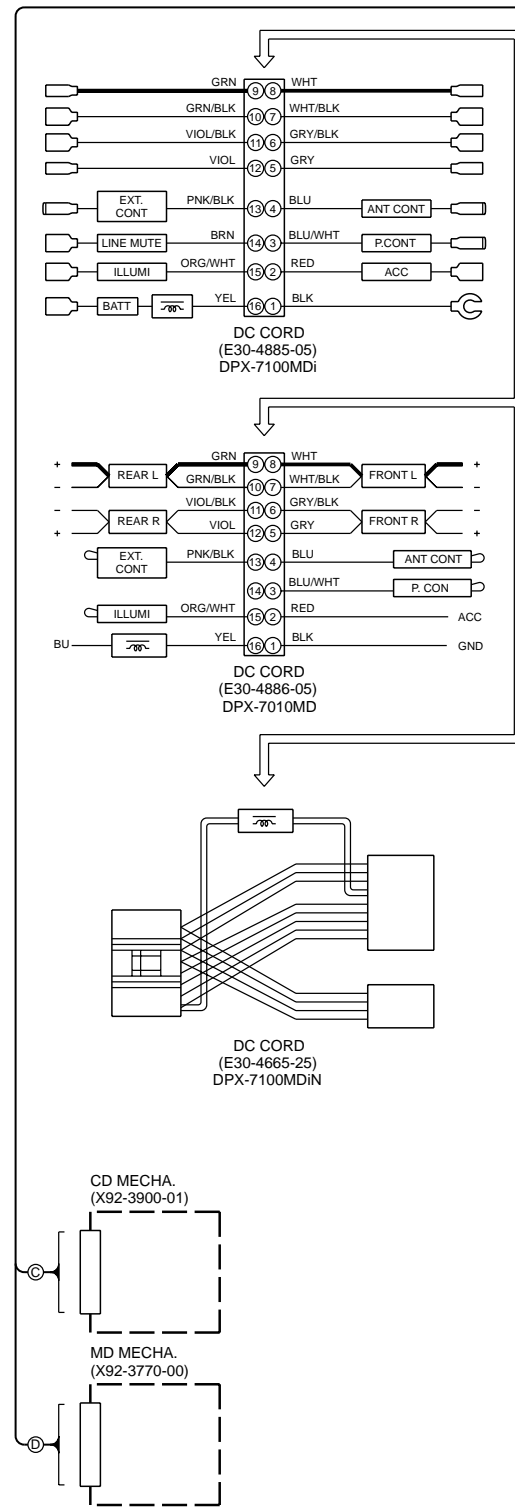 GRN 9 8 WHT
GRN/BLK 10 7 WHT/BLK
VIOL/BLK 11 6 GRY/BLK
VIOL 12 5 GRY
EXT. CONT PNK/BLK 13 4 BLU ANT CONT
LINE MUTE BRN 14 3 BLU/WHT P.CONT
ILLUMI ORG/WHT 15 2 RED ACC
BATT YEL 16 1 BLK
DC CORD
(E30-4885-05)
DPX-7100MDi
+ REAR L GRN 9 8 WHT FRONT L +
– GRN/BLK 10 7 WHT/BLK –
– REAR R VIOL/BLK 11 6 GRY/BLK FRONT R –
+ VIOL 12 5 GRY +
EXT. CONT PNK/BLK 13 4 BLU ANT CONT
14 3 BLU/WHT P. CON
ILLUMI ORG/WHT 15 2 RED ACC
BU YEL 16 1 BLK GND
DC CORD
(E30-4886-05)
DPX-7010MD
DC CORD
(E30-4665-25)
DPX-7100MDiN
CD MECHA.
(X92-3900-01)
C
MD MECHA.
(X92-3770-00)
D